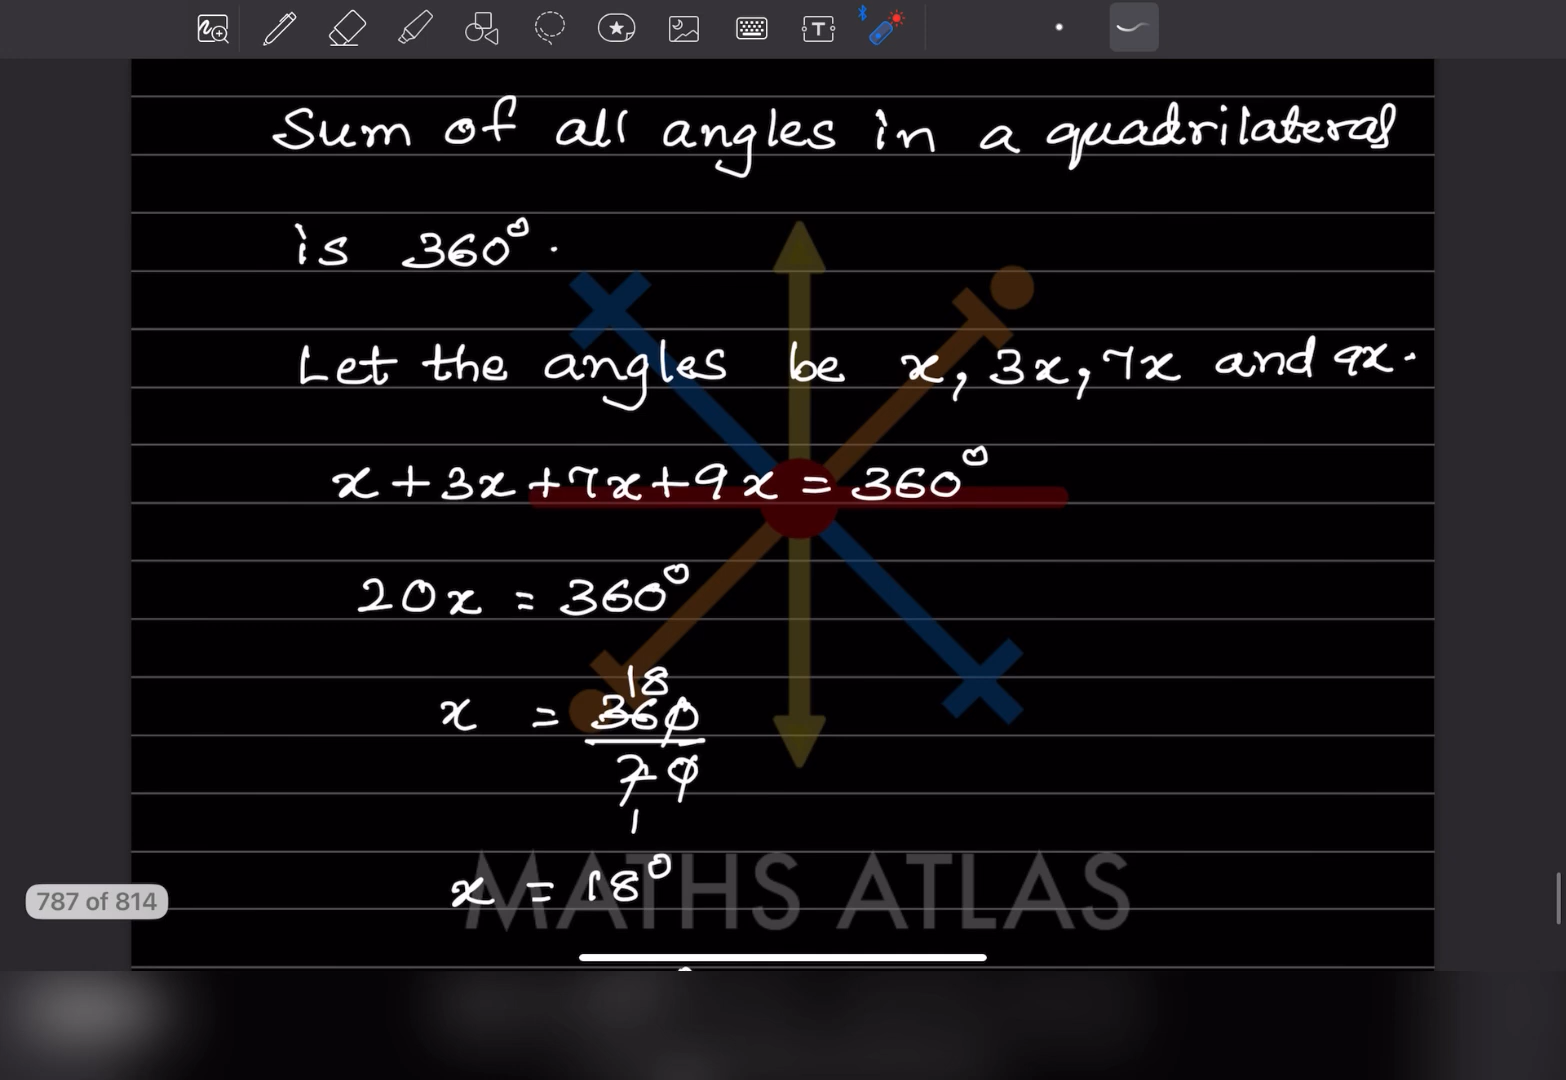 Sum of all angles in a quadrilateral
is 360°.
Let the angles be x, 3x, 7x and 9x.
x + 3x + 7x + 9x = 360°
20x = 360°
18
x = 360
20
1
x = 18°
MATHS ATLAS
787 of 814